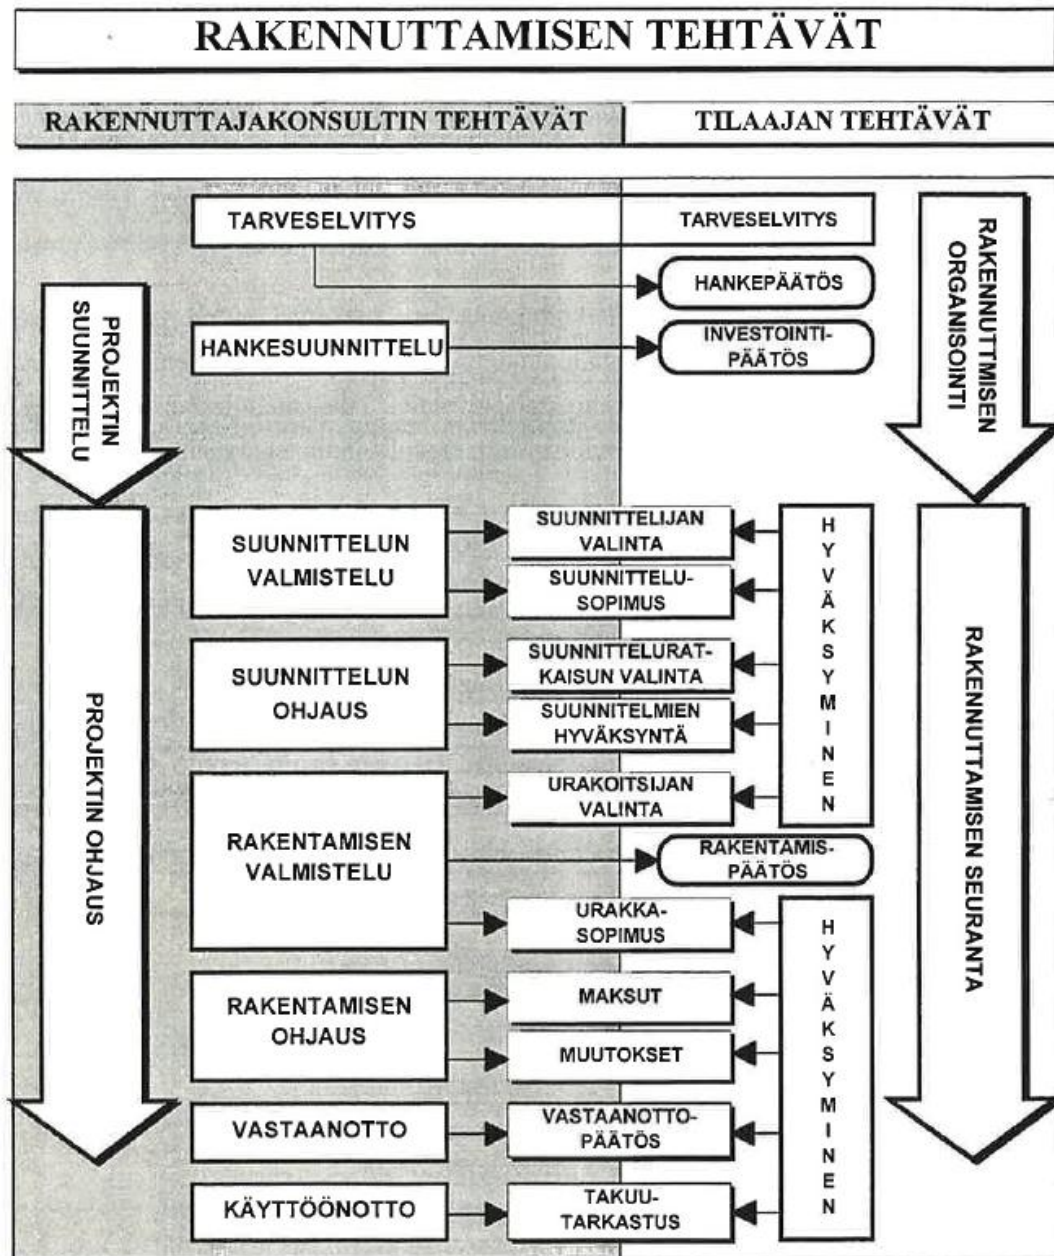 RAKENNUTTAMISEN TEHTÄVÄT
RAKENNUTTAJAKONSULTIN TEHTÄVÄT
TILAAJAN TEHTÄVÄT
TARVESELVITYS
TARVESELVITYS
HANKEPÄÄTÖS
HANKESUUNNITTELU
INVESTOINTI-
PÄÄTÖS
PROJEKTIN
SUUNNITTELU
RAKENNUTTMISEN
ORGANISOINTI
SUUNNITTELUN
VALMISTELU
SUUNNITTELIJAN
VALINTA
SUUNNITTELU-
SOPIMUS
SUUNNITTELUN
OHJAUS
SUUNNITTELURAT-
KAISUN VALINTA
SUUNNITELMIEN
HYVÄKSYNTÄ
HYVÄKSYMINEN
RAKENTAMISEN
VALMISTELU
URAKOITSIJAN
VALINTA
RAKENTAMIS-
PÄÄTÖS
URAKKA-
SOPIMUS
PROJEKTIN OHJAUS
RAKENNUTTAMISEN SEURANTA
RAKENTAMISEN
OHJAUS
MAKSUT
MUUTOKSET
HYVÄKSYMINEN
VASTAANOTTO
VASTAANOTTO-
PÄÄTÖS
KÄYTTÖÖNOTTO
TAKUU-
TARKASTUS